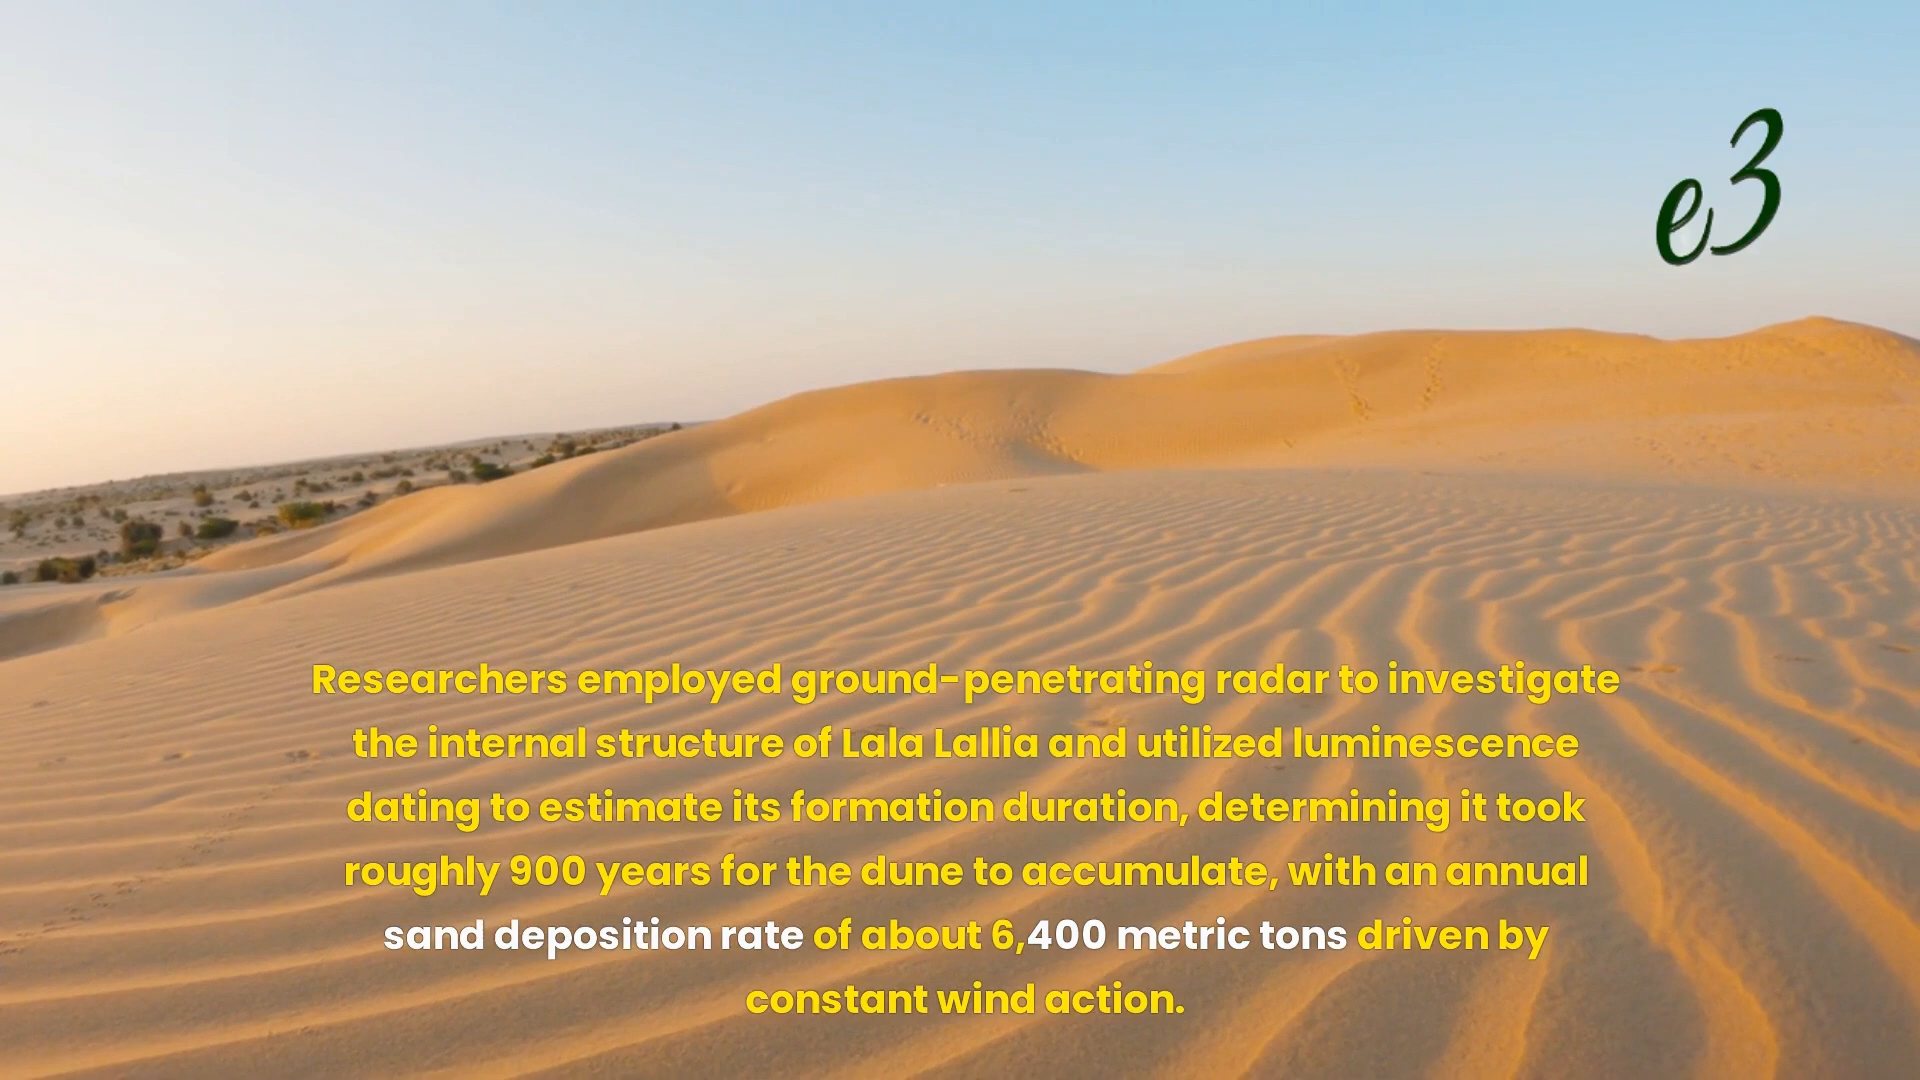 e3
Researchers employed ground-penetrating radar to investigate
the internal structure of Lala Lallia and utilized luminescence
dating to estimate its formation duration, determining it took
roughly 900 years for the dune to accumulate, with an annual
sand deposition rate of about 6,400 metric tons driven by
constant wind action.